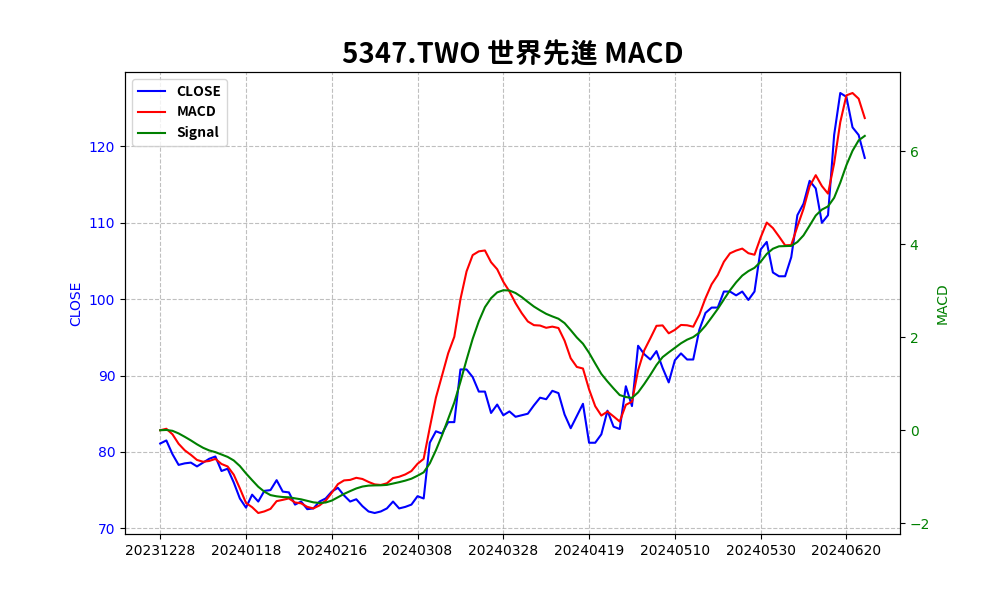 5347.TWO 世界先進 MACD
CLOSE
MACD
Signal
CLOSE
120
110
100
90
80
70
MACD
6
4
2
0
−2
20231228 20240118 20240216 20240308 20240328 20240419 20240510 20240530 20240620